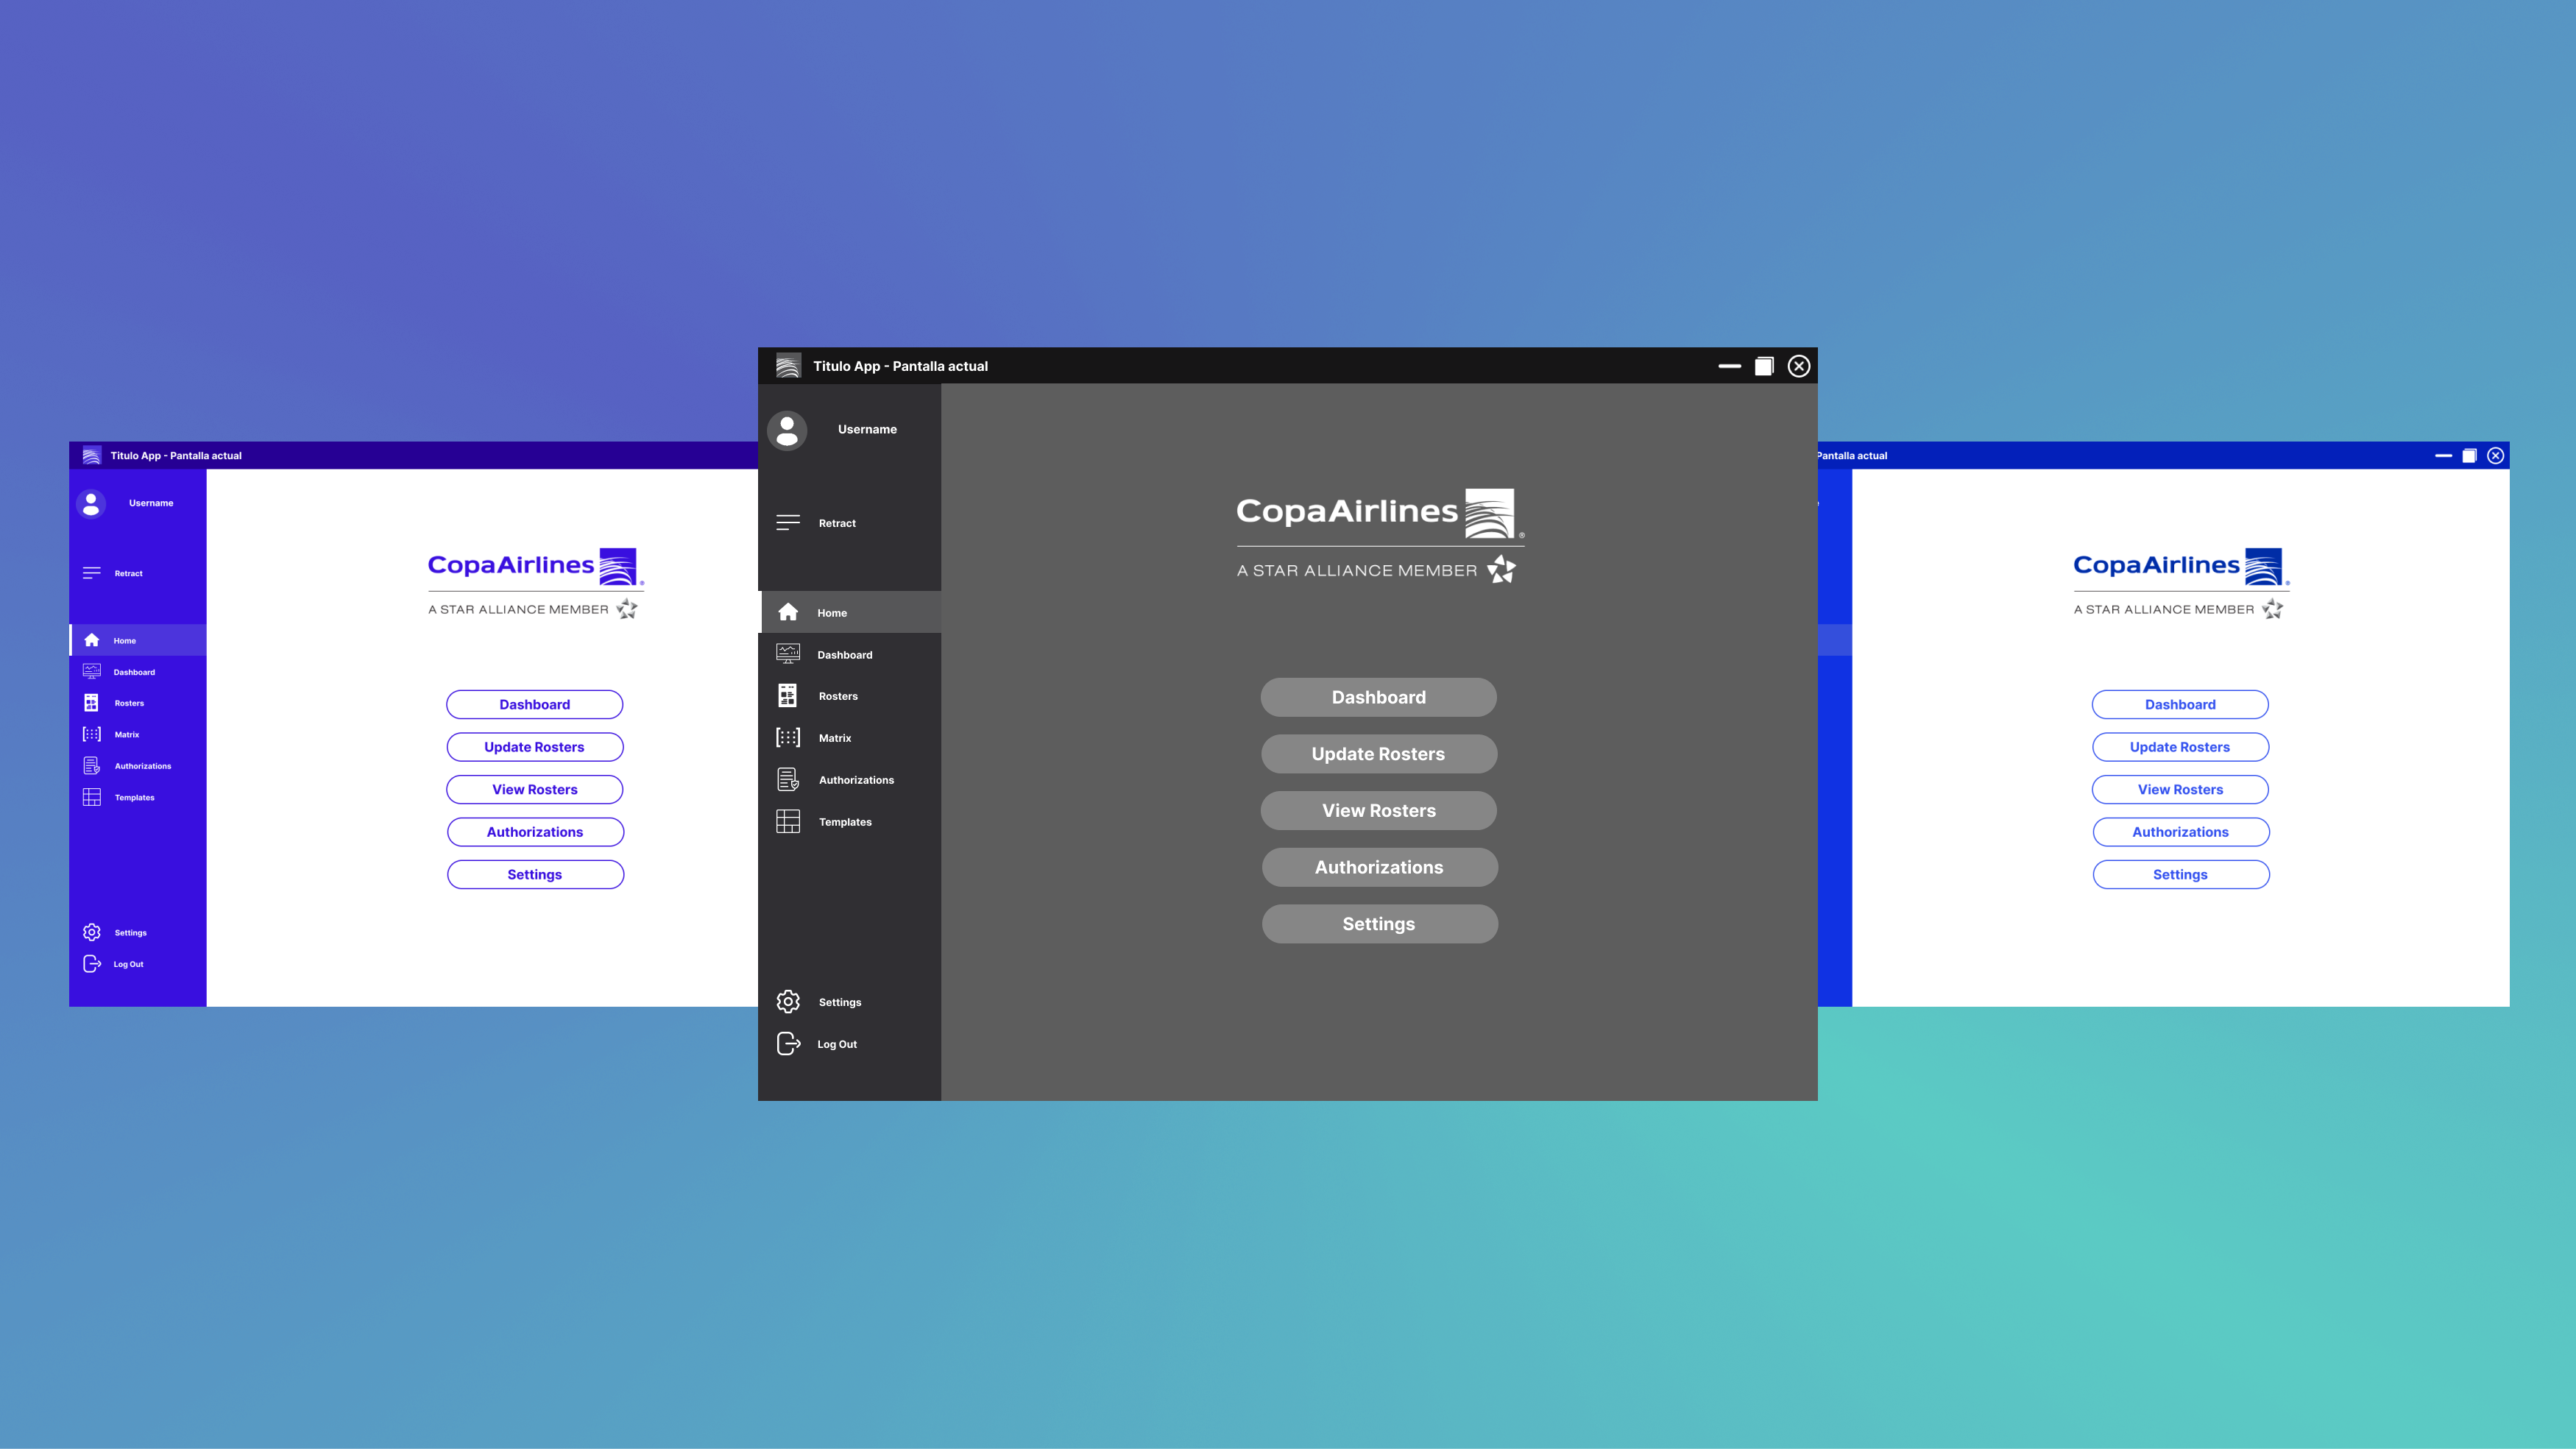 Titulo App - Pantalla actual
Username
Retract
CopaAirlines
®
A STAR ALLIANCE MEMBER
Home
Dashboard
Rosters
Matrix
Authorizations
Templates
Dashboard
Update Rosters
View Rosters
Authorizations
Settings
Settings
Log Out
Titulo App - Pantalla actual
Username
Retract
CopaAirlines
®
A STAR ALLIANCE MEMBER
Home
Dashboard
Rosters
Matrix
Authorizations
Templates
Dashboard
Update Rosters
View Rosters
Authorizations
Settings
Settings
Log Out
Pantalla actual
CopaAirlines
®
A STAR ALLIANCE MEMBER
Dashboard
Update Rosters
View Rosters
Authorizations
Settings